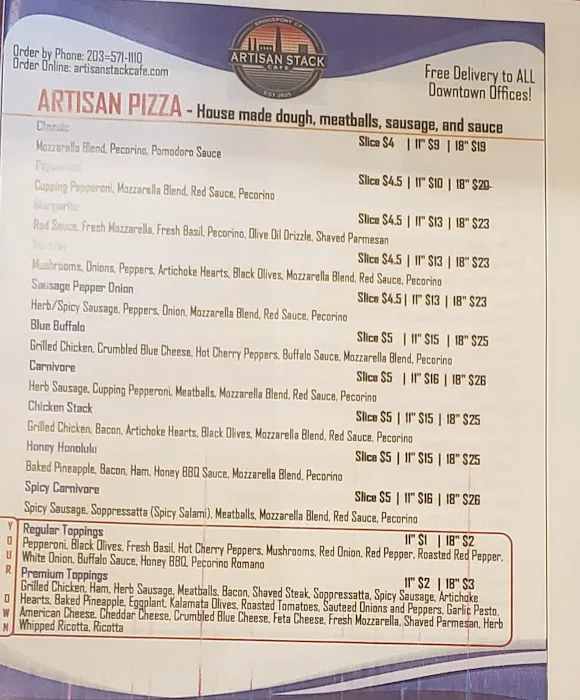 BRIDGEPORT, CT
ARTISAN STACK
CAFE
EST 2023
Order by Phone: 203-571-1110
Order Online: artisanstackcafe.com
Free Delivery to ALL
Downtown Offices!
ARTISAN PIZZA - House made dough, meatballs, sausage, and sauce
Classic
Slice $4 | 11" $9 | 18" $19
Mozzarella Blend, Pecorino, Pomodoro Sauce
Pepperoni
Slice $4.5 | 11" $10 | 18" $20
Cupping Pepperoni, Mozzarella Blend, Red Sauce, Pecorino
Margarita
Slice $4.5 | 11" $13 | 18" $23
Red Sauce, Fresh Mozzarella, Fresh Basil, Pecorino, Olive Oil Drizzle, Shaved Parmesan
Slice $4.5 | 11" $13 | 18" $23
Mushrooms, Onions, Peppers, Artichoke Hearts, Black Olives, Mozzarella Blend, Red Sauce, Pecorino
Sausage Pepper Onion
Slice $4.5 | 11" $13 | 18" $23
Herb/Spicy Sausage, Peppers, Onion, Mozzarella Blend, Red Sauce, Pecorino
Blue Buffalo
Slice $5 | 11" $15 | 18" $25
Grilled Chicken, Crumbled Blue Cheese, Hot Cherry Peppers, Buffalo Sauce, Mozzarella Blend, Pecorino
Carnivore
Slice $5 | 11" $16 | 18" $26
Herb Sausage, Cupping Pepperoni, Meatballs, Mozzarella Blend, Red Sauce, Pecorino
Chicken Stack
Slice $5 | 11" $15 | 18" $25
Grilled Chicken, Bacon, Artichoke Hearts, Black Olives, Mozzarella Blend, Red Sauce, Pecorino
Honey Honolulu
Slice $5 | 11" $15 | 18" $25
Baked Pineapple, Bacon, Ham, Honey BBQ Sauce, Mozzarella Blend, Pecorino
Spicy Carnivore
Slice $5 | 11" $16 | 18" $26
Spicy Sausage, Soppressatta (Spicy Salami), Meatballs, Mozzarella Blend, Red Sauce, Pecorino
YOUR OWN
Regular Toppings
11" $1 | 18" $2
Pepperoni, Black Olives, Fresh Basil, Hot Cherry Peppers, Mushrooms, Red Onion, Red Pepper, Roasted Red Pepper,
White Onion, Buffalo Sauce, Honey BBQ, Pecorino Romano
Premium Toppings
11" $2 | 18" $3
Grilled Chicken, Ham, Herb Sausage, Meatballs, Bacon, Shaved Steak, Soppressatta, Spicy Sausage, Artichoke
Hearts, Baked Pineapple, Eggplant, Kalamata Olives, Roasted Tomatoes, Sauteed Onions and Peppers, Garlic Pesto,
American Cheese, Cheddar Cheese, Crumbled Blue Cheese, Feta Cheese, Fresh Mozzarella, Shaved Parmesan, Herb
Whipped Ricotta, Ricotta